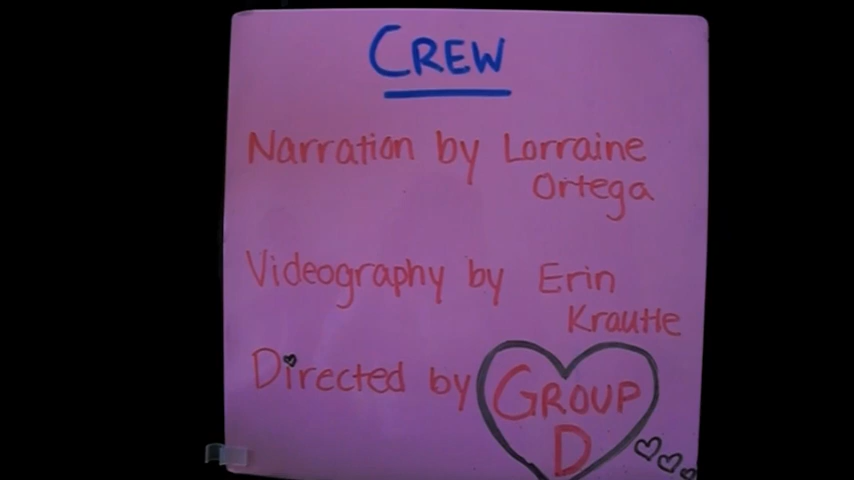 CREW
Narration by Lorraine
Ortega
Videography by Erin
Krautle
Directed by GROUP
D